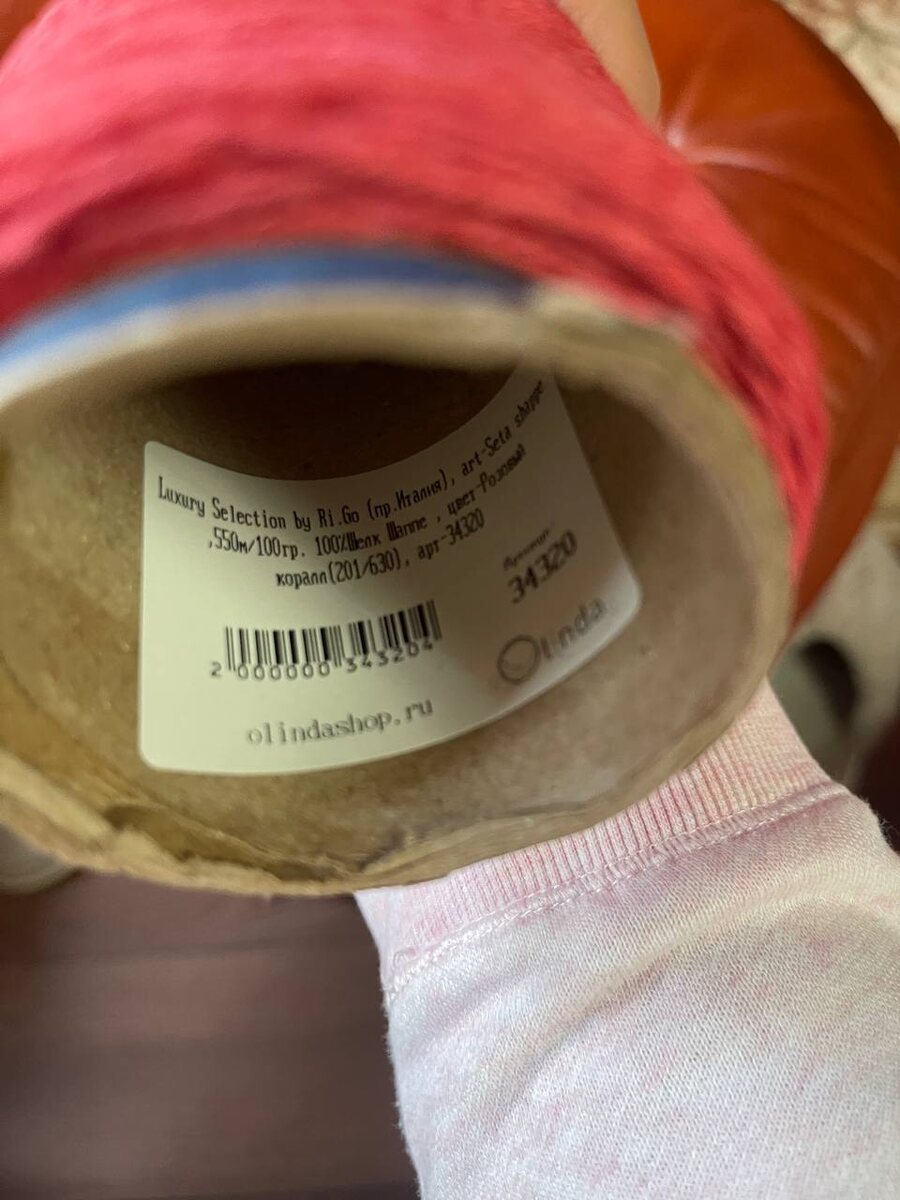 Luxury Selection by Ri.Go (пр.Италия), art-Seta shappe
,550м/100гр. 100%Шелк Шаппе , цвет-Розовый
коралл(201/630), арт-34320
Артикул:
34320
2 000000 343204
Olinda
olindashop.ru